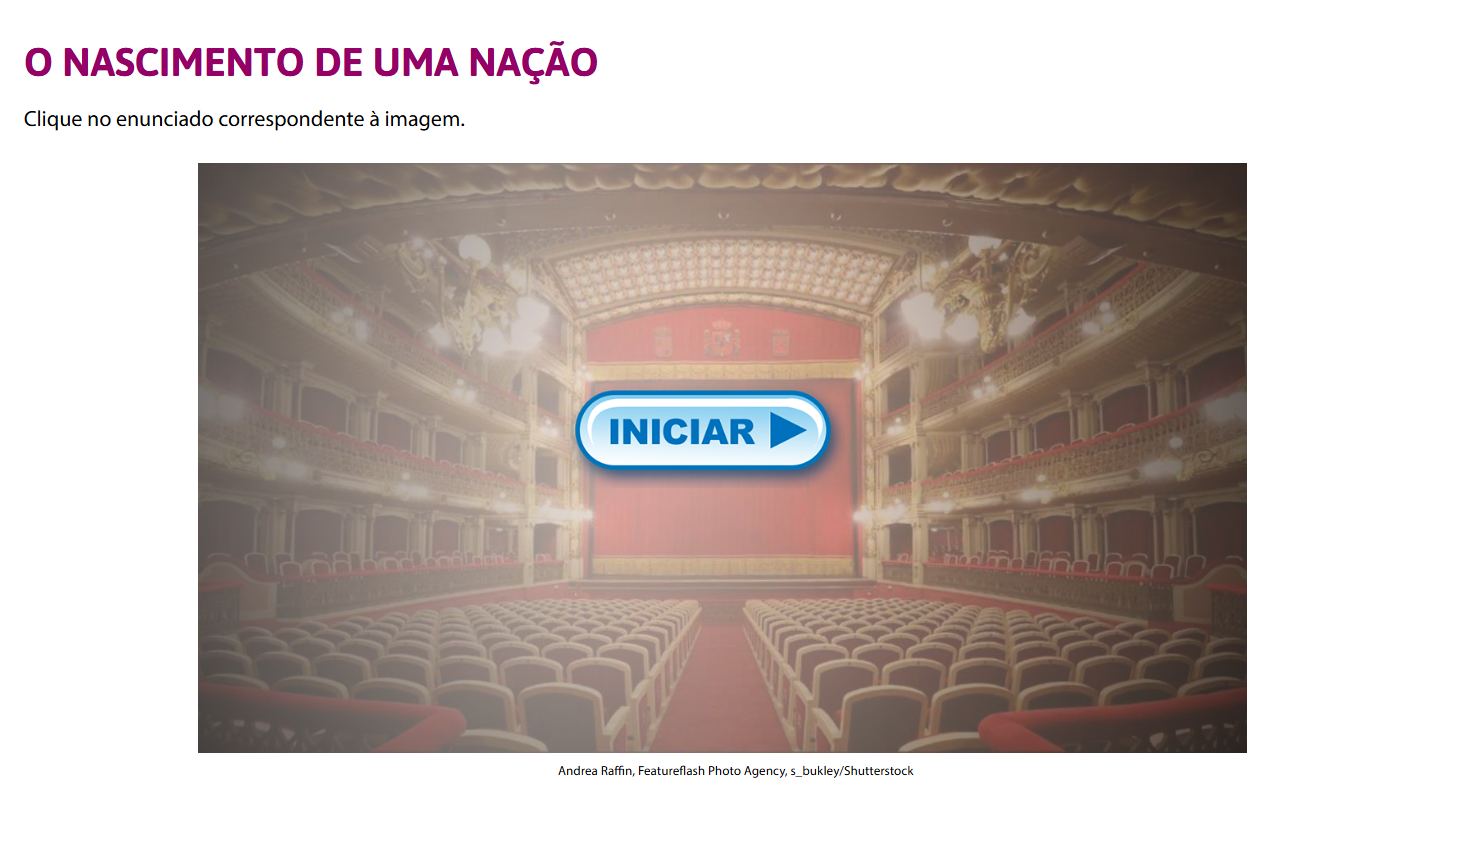 O NASCIMENTO DE UMA NAÇÃO
Clique no enunciado correspondente à imagem.
INICIAR
Andrea Raffin, Featureflash Photo Agency, s_bukley/Shutterstock